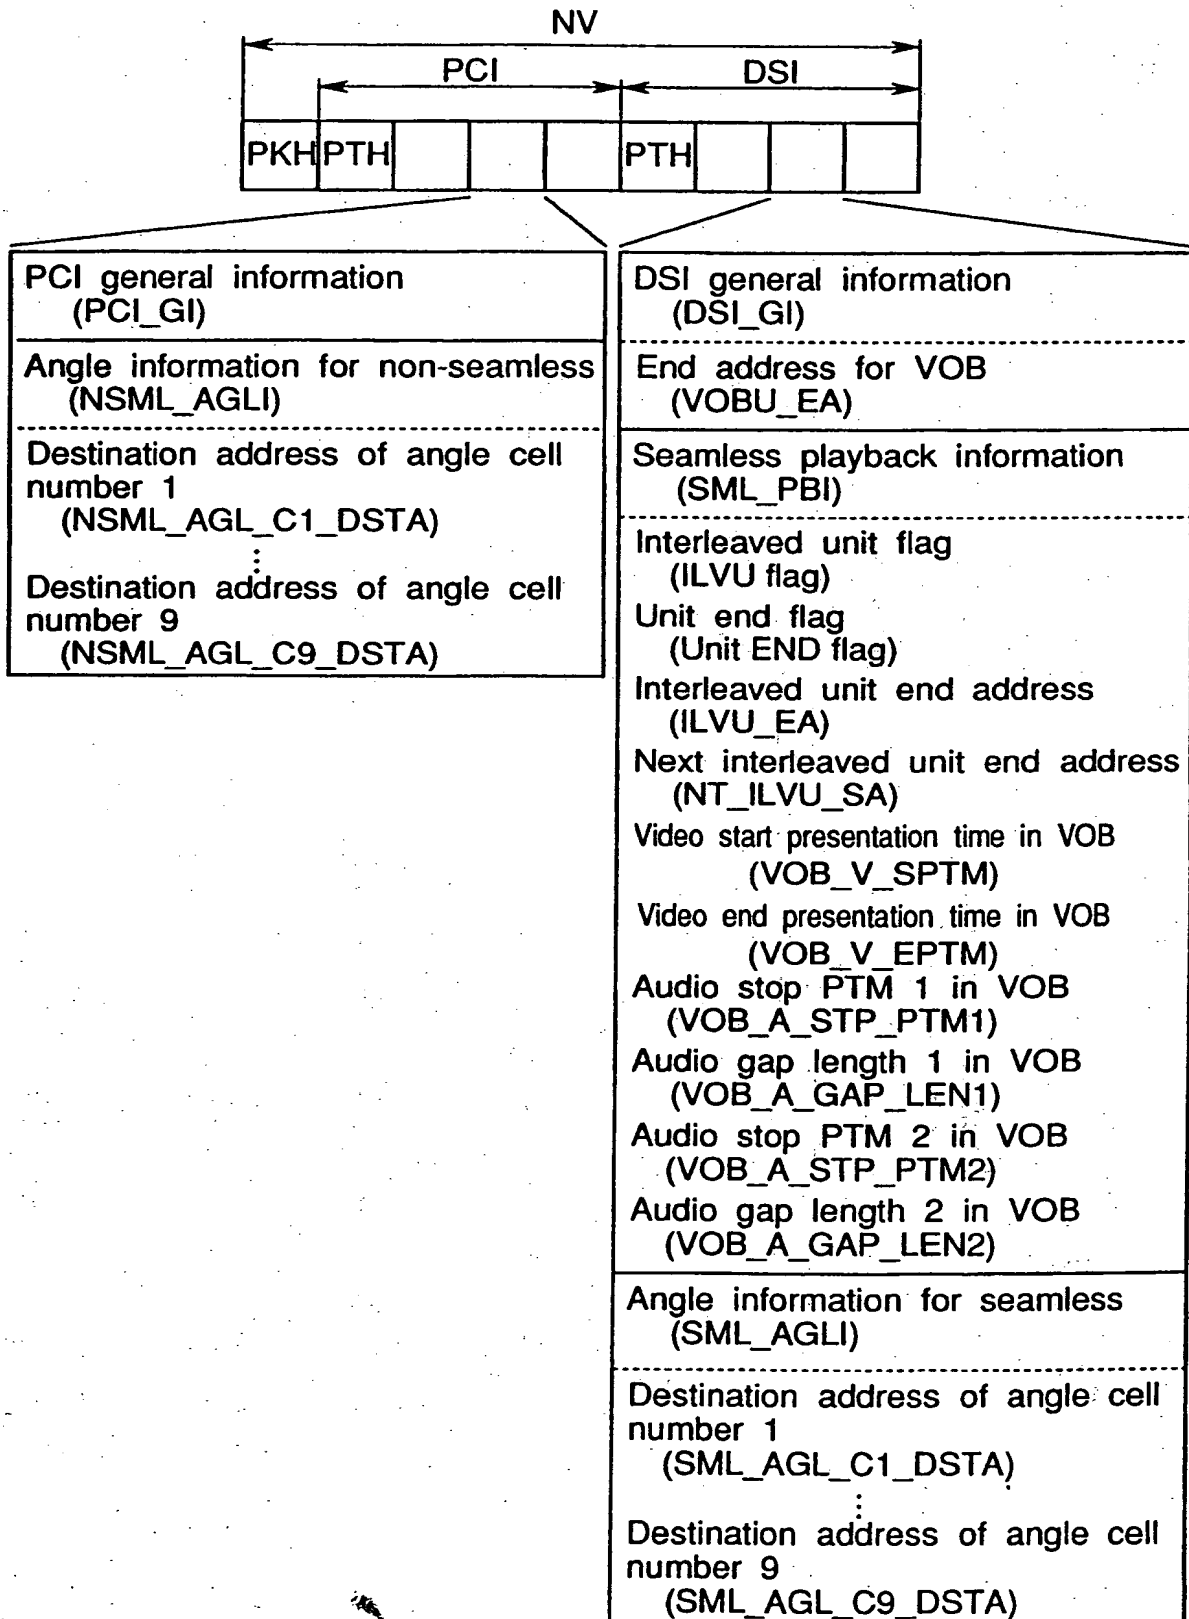 NV
PCI
DSI
PKH PTH PTH
PCI general information
(PCI_GI)
Angle information for non-seamless
(NSML_AGLI)
Destination address of angle cell
number 1
(NSML_AGL_C1_DSTA)
⋮
Destination address of angle cell
number 9
(NSML_AGL_C9_DSTA)
DSI general information
(DSI_GI)
End address for VOB
(VOBU_EA)
Seamless playback information
(SML_PBI)
Interleaved unit flag
(ILVU flag)
Unit end flag
(Unit END flag)
Interleaved unit end address
(ILVU_EA)
Next interleaved unit end address
(NT_ILVU_SA)
Video start presentation time in VOB
(VOB_V_SPTM)
Video end presentation time in VOB
(VOB_V_EPTM)
Audio stop PTM 1 in VOB
(VOB_A_STP_PTM1)
Audio gap length 1 in VOB
(VOB_A_GAP_LEN1)
Audio stop PTM 2 in VOB
(VOB_A_STP_PTM2)
Audio gap length 2 in VOB
(VOB_A_GAP_LEN2)
Angle information for seamless
(SML_AGLI)
Destination address of angle cell
number 1
(SML_AGL_C1_DSTA)
⋮
Destination address of angle cell
number 9
(SML_AGL_C9_DSTA)